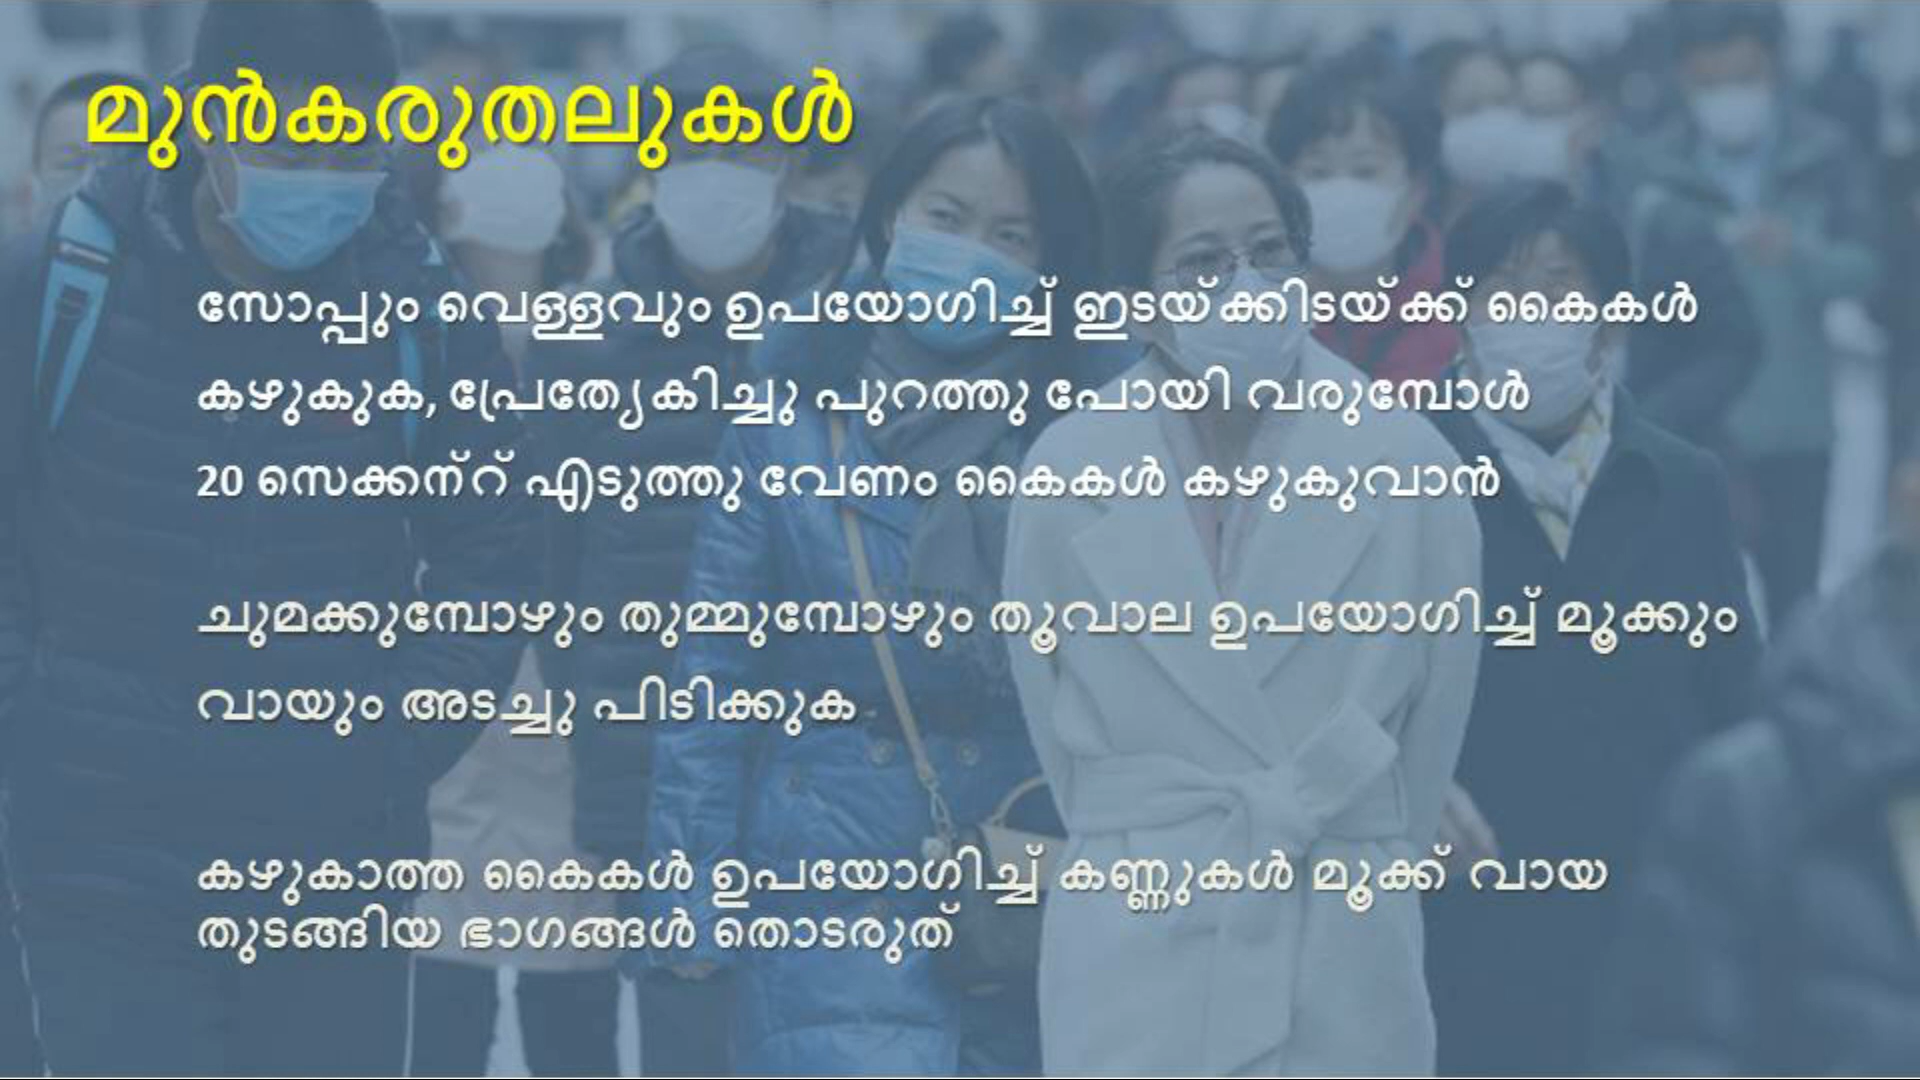 മുൻകരുതലുകൾ
സോപ്പും വെള്ളവും ഉപയോഗിച്ച് ഇടയ്ക്കിടയ്ക്ക് കൈകൾ
കഴുകുക, പ്രേത്യേകിച്ചു പുറത്തു പോയി വരുമ്പോൾ
20 സെക്കന്റ് എടുത്തു വേണം കൈകൾ കഴുകുവാൻ
ചുമക്കുമ്പോഴും തുമ്മുമ്പോഴും തൂവാല ഉപയോഗിച്ച് മൂക്കും
വായും അടച്ചു പിടിക്കുക
കഴുകാത്ത കൈകൾ ഉപയോഗിച്ച് കണ്ണുകൾ മൂക്ക് വായ
തുടങ്ങിയ ഭാഗങ്ങൾ തൊടരുത്